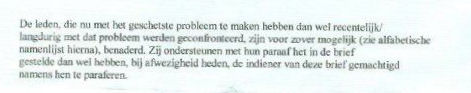 De leden, die nu met het geschetste probleem te maken hebben dan wel recentelijk/
langdurig met dat probleem werden geconfronteerd, zijn voor zover mogelijk (zie alfabetische
namenlijst hierna), benaderd. Zij ondersteunen met hun paraaf het in de brief
gestelde dan wel hebben, bij afwezigheid heden, de indiener van deze brief gemachtigd
namens hen te paraferen.